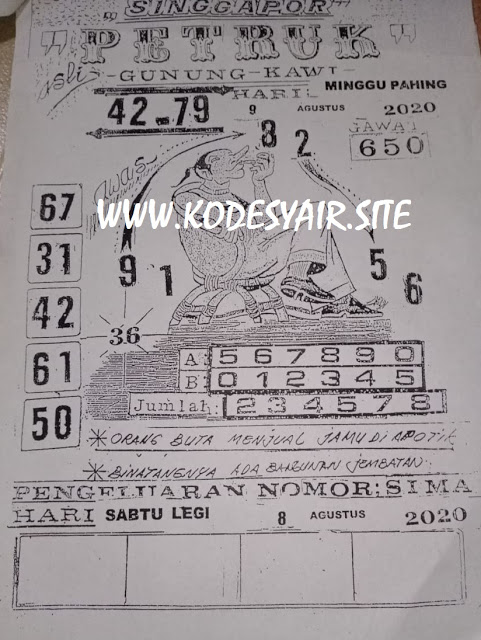 "SINGGAPOR"
"PETRUK"
asli - GUNUNG - KAWI -
HARI: MINGGU PAHING
42 - 79
9 AGUSTUS 2020
8 2
650
awas
67
WWW.KODESYAIR.SITE
31
9 1
5 6
42
36
61
A: 5 6 7 8 9 0
B: 0 1 2 3 4 5
Jumlah: 2 3 4 5 7 8
50
* ORANG BUTA MENJUAL JAMU DI APOTIK
* BINATANGNYA ADA BANGUNAN JEMBATAN.
PENGELUARAN NOMOR: SIMA
HARI SABTU LEGI 8 AGUSTUS 2020